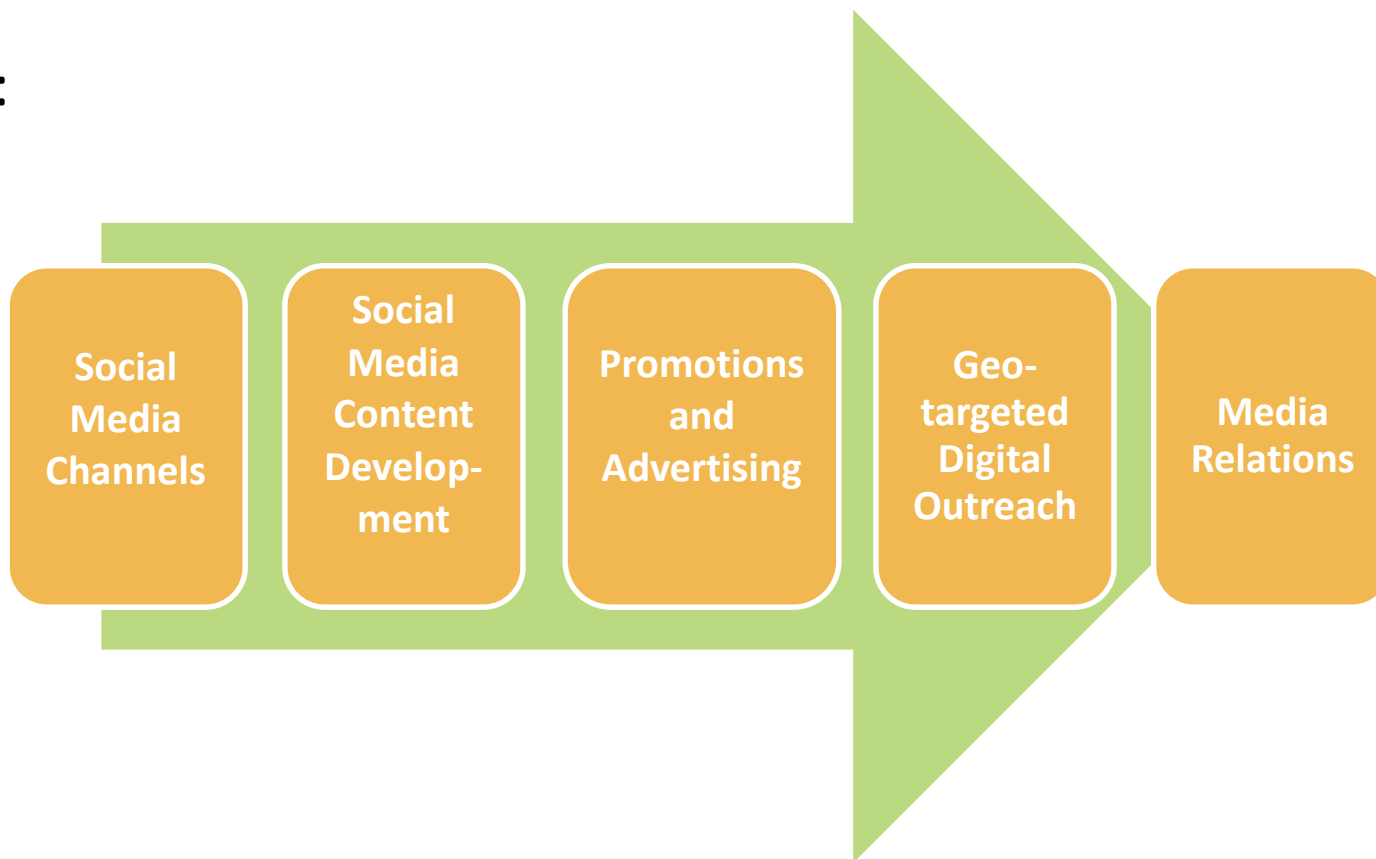 :
Social
Media
Channels
Social
Media
Content
Develop-
ment
Promotions
and
Advertising
Geo-
targeted
Digital
Outreach
Media
Relations